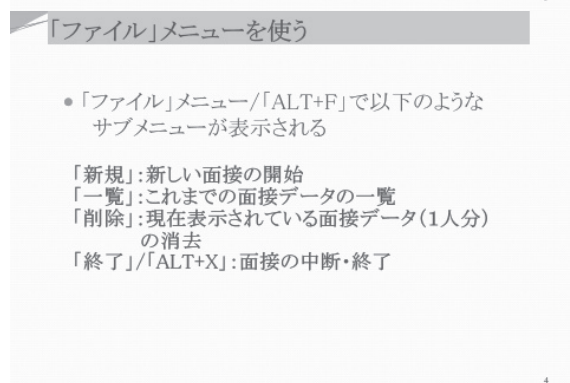 「ファイル」メニューを使う
●「ファイル」メニュー/「ALT+F」で以下のような
サブメニューが表示される
「新規」:新しい面接の開始
「一覧」:これまでの面接データの一覧
「削除」:現在表示されている面接データ(1人分)
の消去
「終了」/「ALT+X」:面接の中断・終了
4